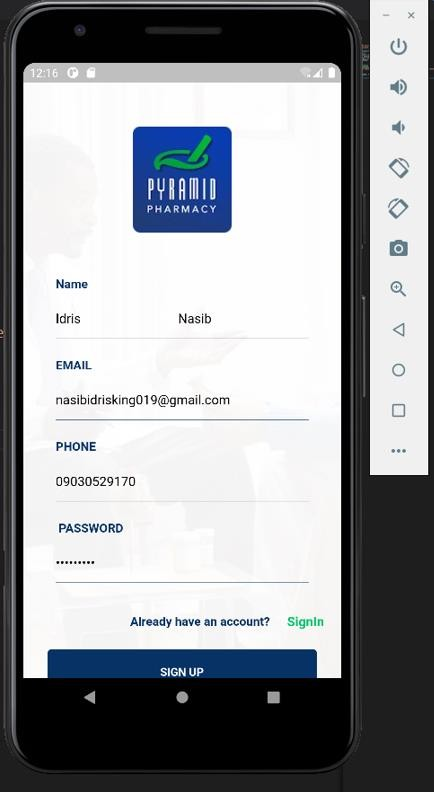 12:16
PYRAMID
PHARMACY
Name
Idris Nasib
EMAIL
nasibidrisking019@gmail.com
PHONE
09030529170
PASSWORD
•••••••••
Already have an account? SignIn
SIGN UP